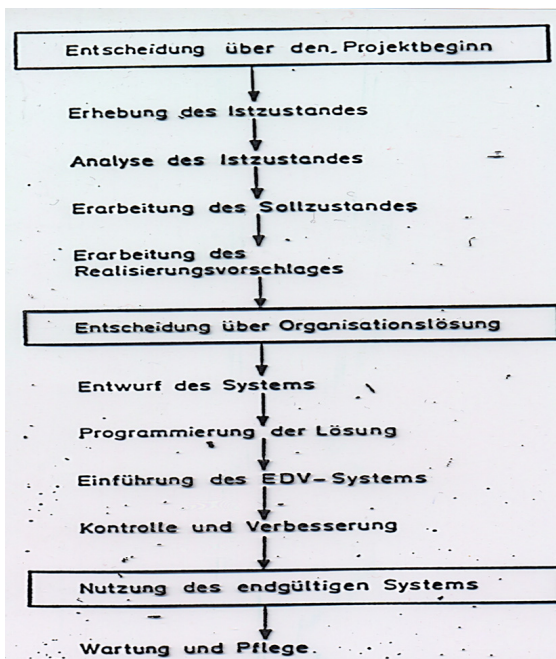 Entscheidung über den Projektbeginn
Erhebung des Istzustandes
Analyse des Istzustandes
Erarbeitung des Sollzustandes
Erarbeitung des
Realisierungsvorschlages
Entscheidung über Organisationslösung
Entwurf des Systems
Programmierung der Lösung
Einführung des EDV-Systems
Kontrolle und Verbesserung
Nutzung des endgültigen Systems
Wartung und Pflege.